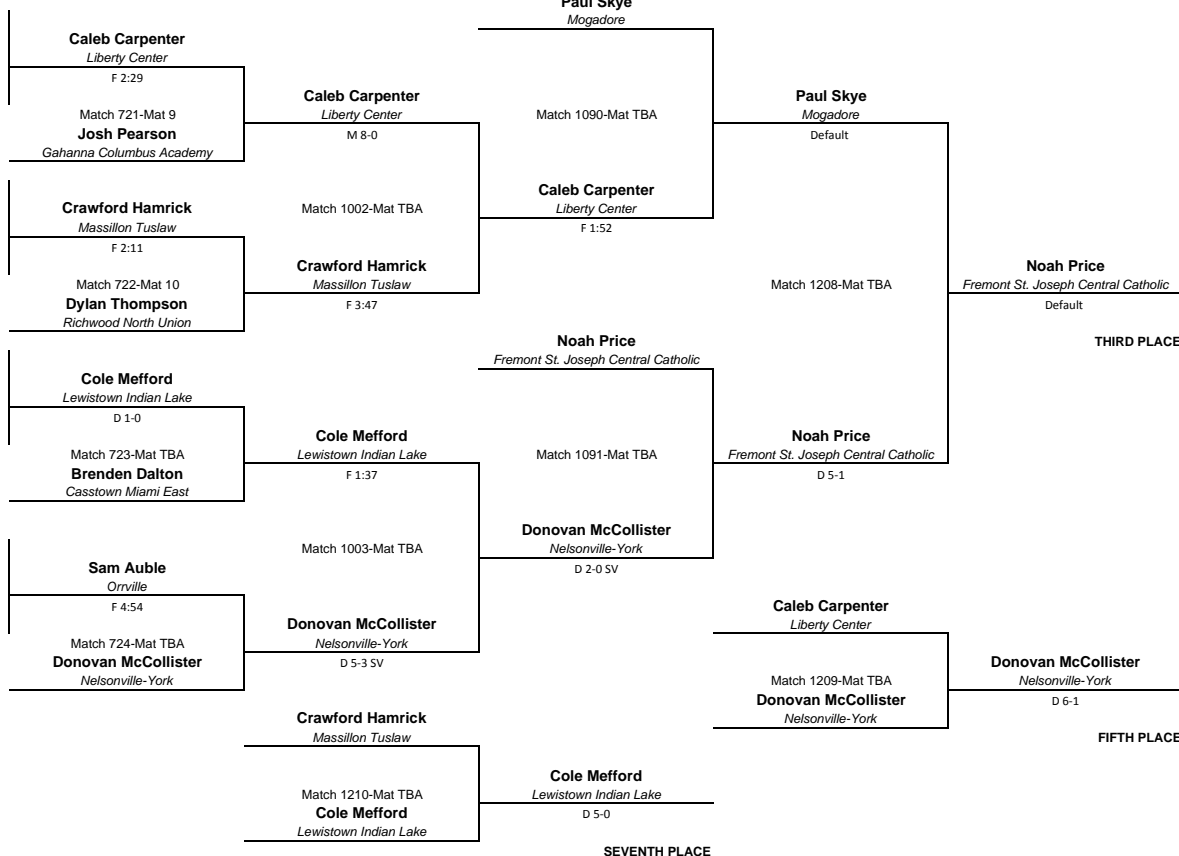 Paul Skye
Mogadore
Caleb Carpenter
Liberty Center
F 2:29
Match 721-Mat 9
Josh Pearson
Gahanna Columbus Academy
Crawford Hamrick
Massillon Tuslaw
F 2:11
Match 722-Mat 10
Dylan Thompson
Richwood North Union
Cole Mefford
Lewistown Indian Lake
D 1-0
Match 723-Mat TBA
Brenden Dalton
Casstown Miami East
Sam Auble
Orrville
F 4:54
Match 724-Mat TBA
Donovan McCollister
Nelsonville-York
Caleb Carpenter
Liberty Center
M 8-0
Match 1002-Mat TBA
Crawford Hamrick
Massillon Tuslaw
F 3:47
Cole Mefford
Lewistown Indian Lake
F 1:37
Match 1003-Mat TBA
Donovan McCollister
Nelsonville-York
D 5-3 SV
Crawford Hamrick
Massillon Tuslaw
Match 1210-Mat TBA
Cole Mefford
Lewistown Indian Lake
Match 1090-Mat TBA
Caleb Carpenter
Liberty Center
F 1:52
Noah Price
Fremont St. Joseph Central Catholic
Match 1091-Mat TBA
Donovan McCollister
Nelsonville-York
D 2-0 SV
Cole Mefford
Lewistown Indian Lake
D 5-0
SEVENTH PLACE
Paul Skye
Mogadore
Default
Match 1208-Mat TBA
Noah Price
Fremont St. Joseph Central Catholic
D 5-1
Caleb Carpenter
Liberty Center
Match 1209-Mat TBA
Donovan McCollister
Nelsonville-York
Noah Price
Fremont St. Joseph Central Catholic
Default
THIRD PLACE
Donovan McCollister
Nelsonville-York
D 6-1
FIFTH PLACE